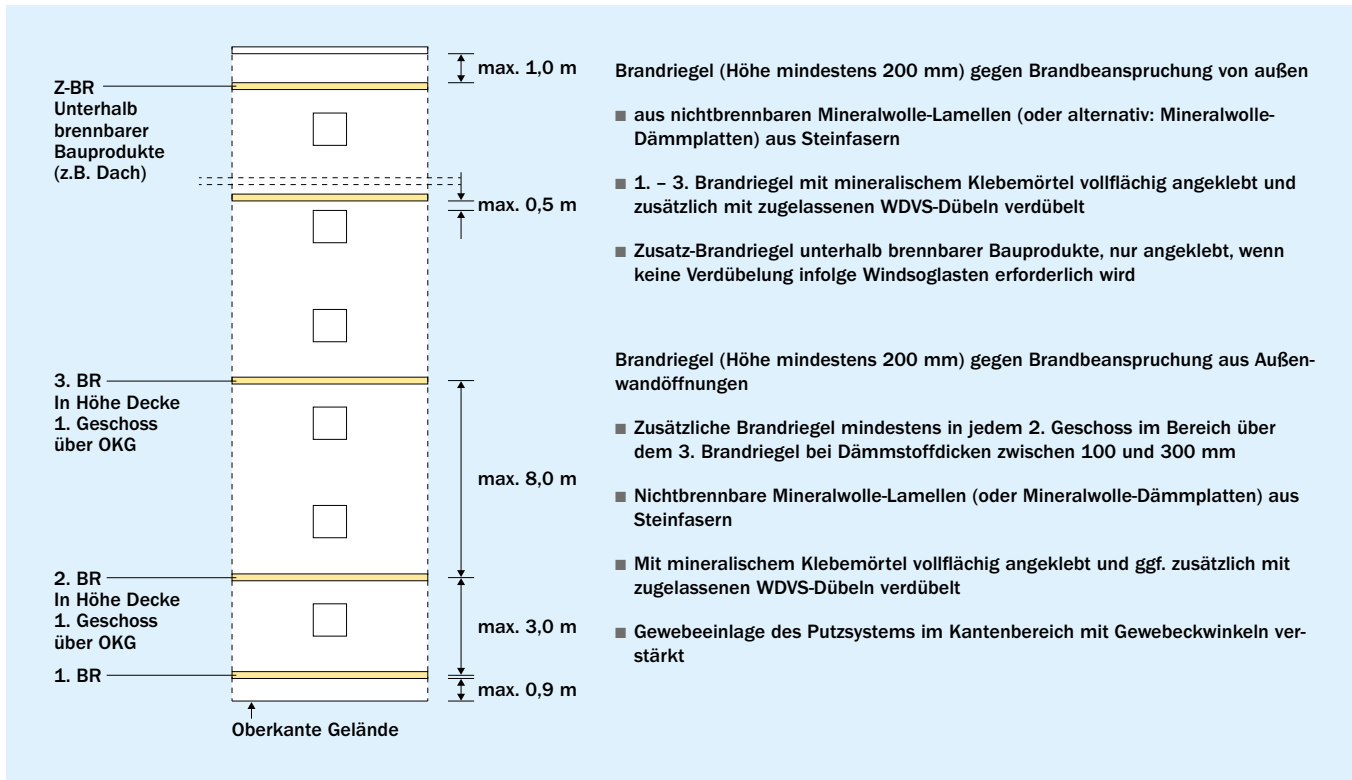 max. 1,0 m
Z-BR
Unterhalb
brennbarer
Bauprodukte
(z.B. Dach)
max. 0,5 m
3. BR
In Höhe Decke
1. Geschoss
über OKG
max. 8,0 m
2. BR
In Höhe Decke
1. Geschoss
über OKG
max. 3,0 m
1. BR
max. 0,9 m
Oberkante Gelände
Brandriegel (Höhe mindestens 200 mm) gegen Brandbeanspruchung von außen
■ aus nichtbrennbaren Mineralwolle-Lamellen (oder alternativ: Mineralwolle-
Dämmplatten) aus Steinfasern
■ 1. – 3. Brandriegel mit mineralischem Klebemörtel vollflächig angeklebt und
zusätzlich mit zugelassenen WDVS-Dübeln verdübelt
■ Zusatz-Brandriegel unterhalb brennbarer Bauprodukte, nur angeklebt, wenn
keine Verdübelung infolge Windsoglasten erforderlich wird
Brandriegel (Höhe mindestens 200 mm) gegen Brandbeanspruchung aus Außen-
wandöffnungen
■ Zusätzliche Brandriegel mindestens in jedem 2. Geschoss im Bereich über
dem 3. Brandriegel bei Dämmstoffdicken zwischen 100 und 300 mm
■ Nichtbrennbare Mineralwolle-Lamellen (oder Mineralwolle-Dämmplatten) aus
Steinfasern
■ Mit mineralischem Klebemörtel vollflächig angeklebt und ggf. zusätzlich mit
zugelassenen WDVS-Dübeln verdübelt
■ Gewebeeinlage des Putzsystems im Kantenbereich mit Gewebeckwinkeln ver-
stärkt